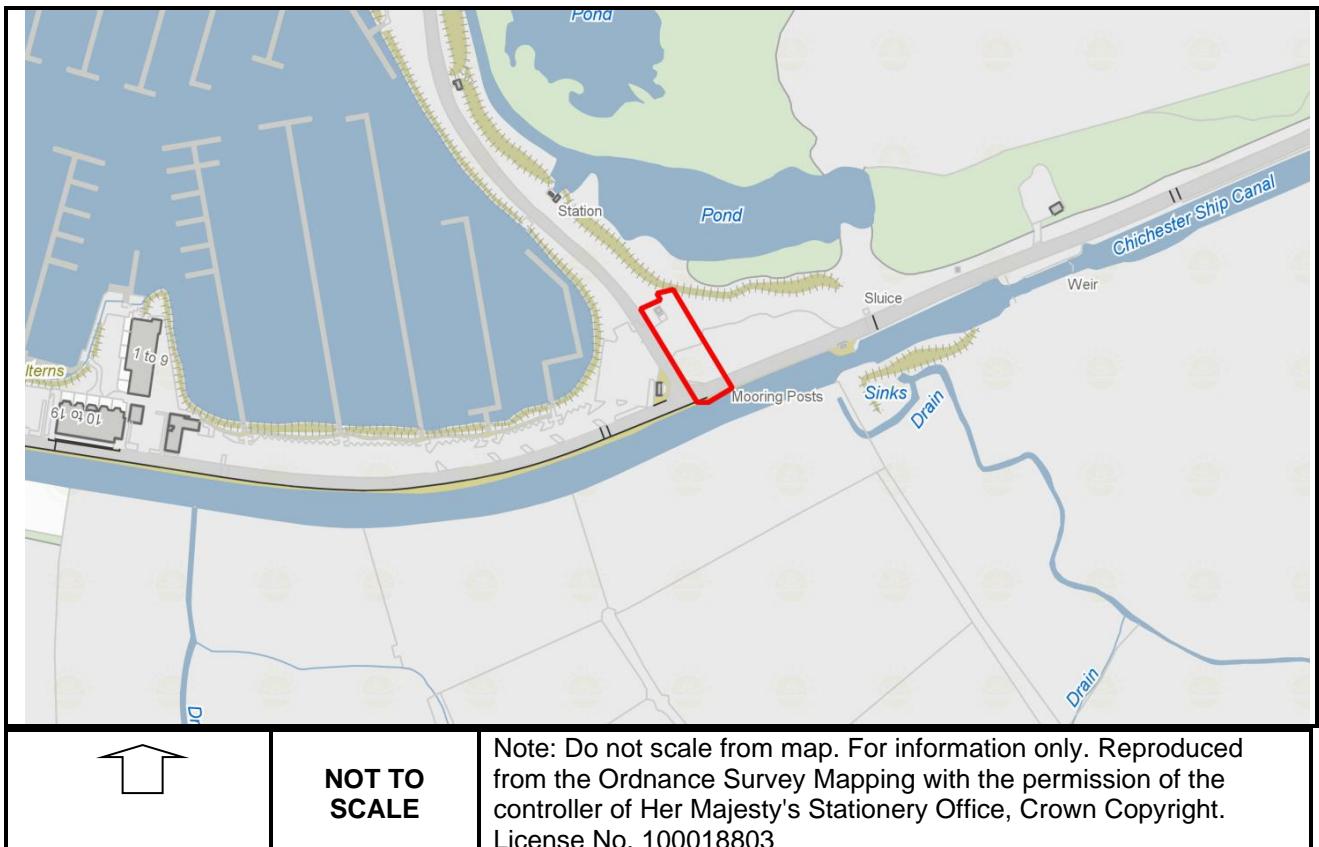 Pond
Station
Pond
Chichester Ship Canal
Weir
Sluice
1 to 9
lterns
10 to 19
Mooring Posts
Sinks
Drain
Drain
Dr
NOT TO
SCALE
Note: Do not scale from map. For information only. Reproduced
from the Ordnance Survey Mapping with the permission of the
controller of Her Majesty's Stationery Office, Crown Copyright.
License No. 100018803